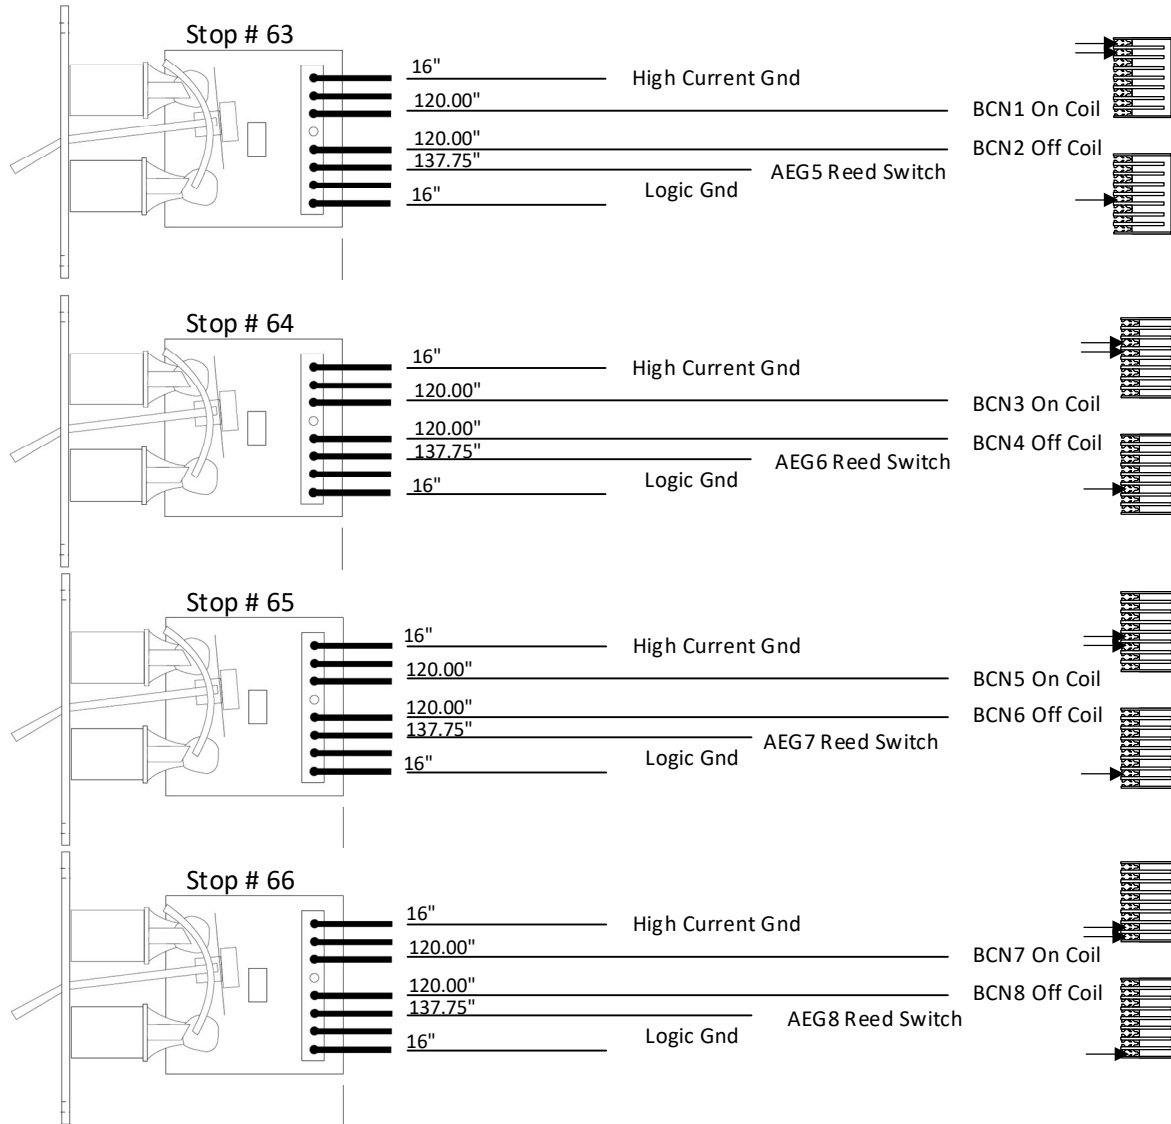 Stop # 63
16"
High Current Gnd
120.00"
BCN1 On Coil
120.00"
BCN2 Off Coil
137.75"
AEG5 Reed Switch
Logic Gnd
16"
Stop # 64
16"
High Current Gnd
120.00"
BCN3 On Coil
120.00"
BCN4 Off Coil
137.75"
AEG6 Reed Switch
Logic Gnd
16"
Stop # 65
16"
High Current Gnd
120.00"
BCN5 On Coil
120.00"
BCN6 Off Coil
137.75"
AEG7 Reed Switch
Logic Gnd
16"
Stop # 66
16"
High Current Gnd
120.00"
BCN7 On Coil
120.00"
BCN8 Off Coil
137.75"
AEG8 Reed Switch
Logic Gnd
16"